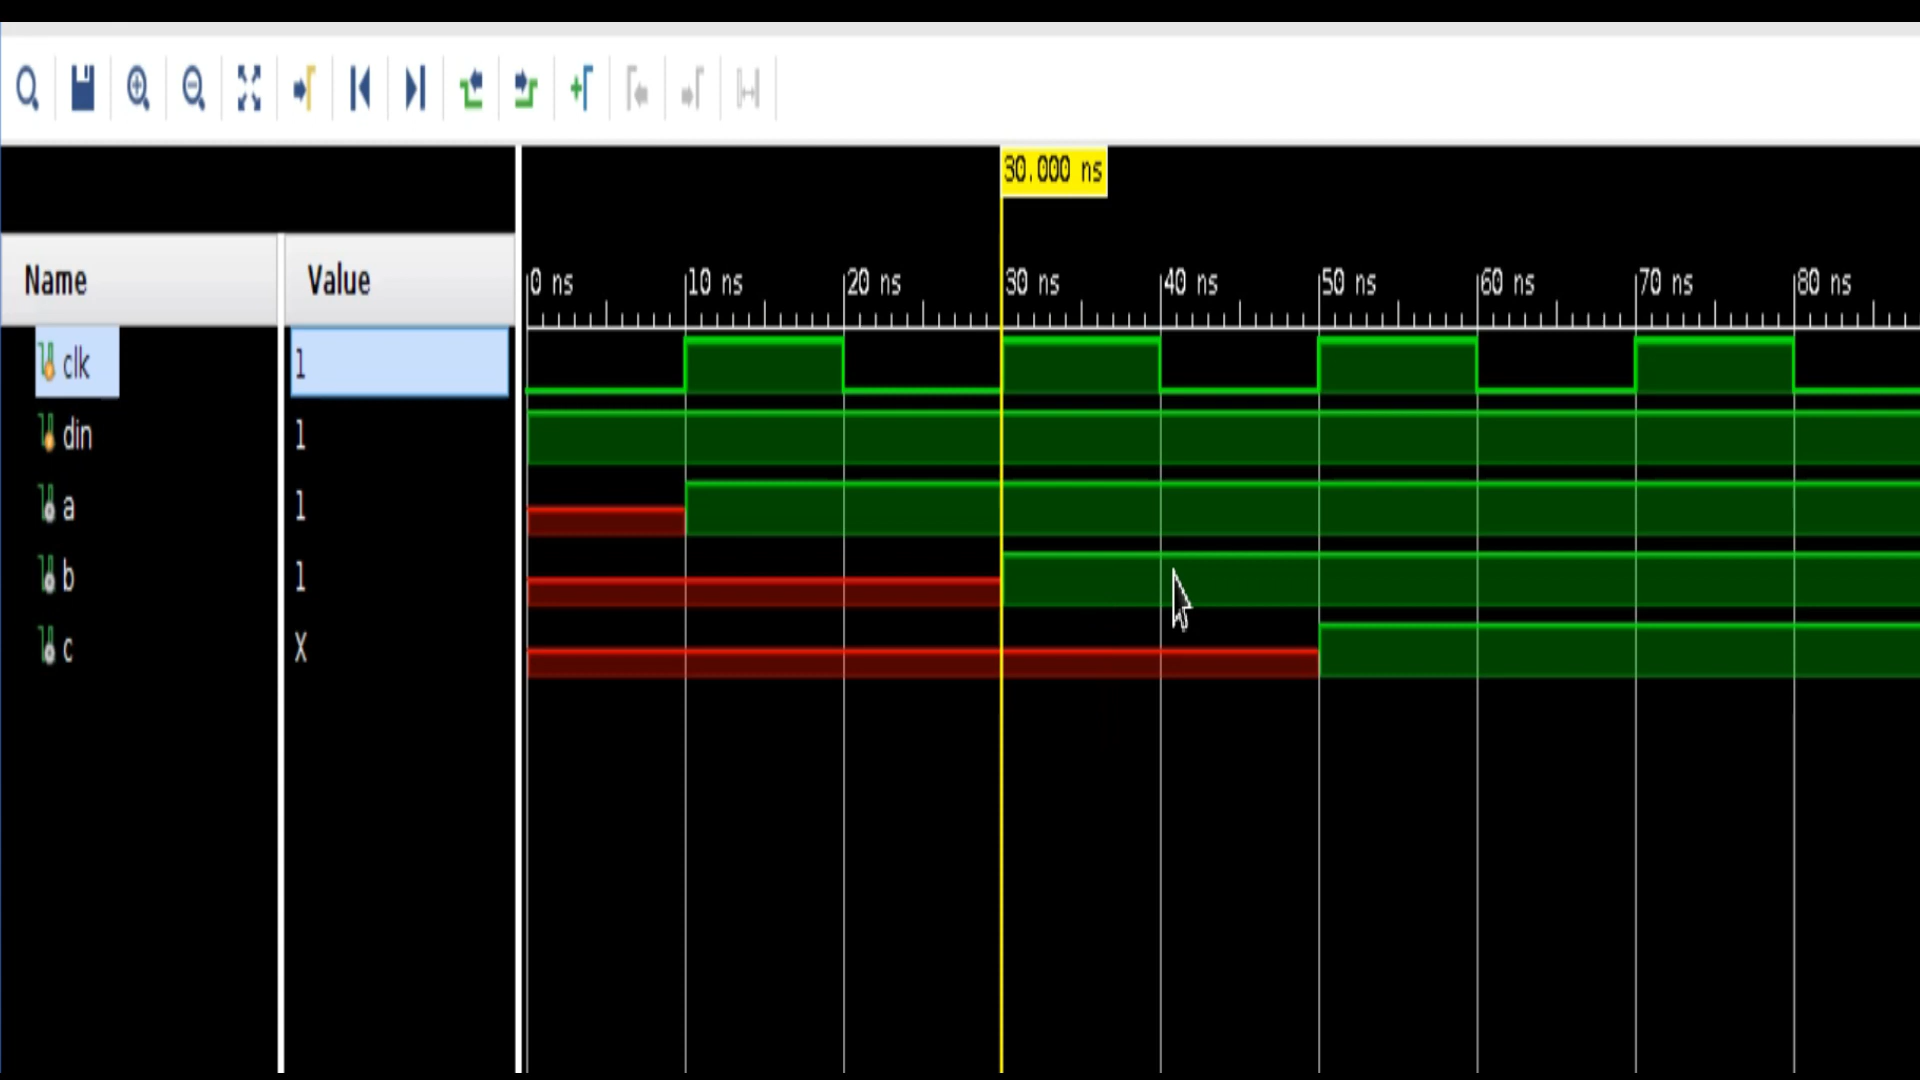 30.000 ns
Name Value
0 ns 10 ns 20 ns 30 ns 40 ns 50 ns 60 ns 70 ns 80 ns
clk 1
din 1
a 1
b 1
c X